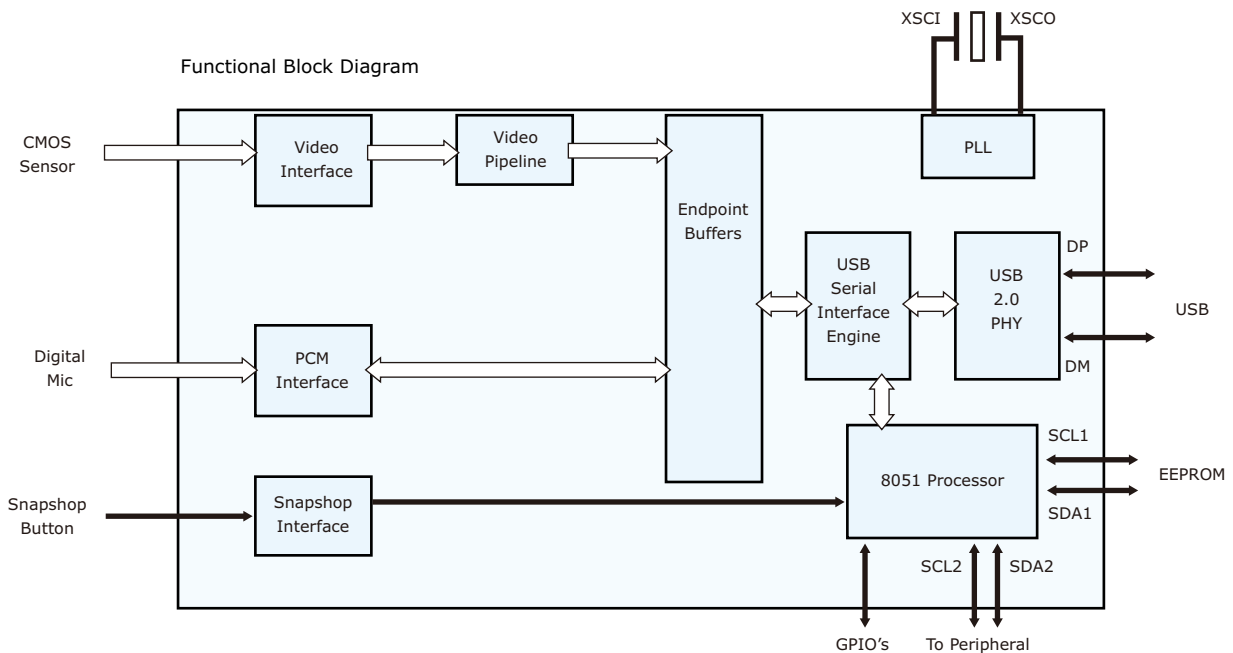 XSCI
XSCO
Functional Block Diagram
CMOS
Sensor
Video
Interface
Video
Pipeline
PLL
Endpoint
Buffers
USB
Serial
Interface
Engine
USB
2.0
PHY
DP
USB
DM
Digital
Mic
PCM
Interface
SCL1
8051 Processor
EEPROM
SDA1
Snapshop
Button
Snapshop
Interface
SCL2
SDA2
GPIO's
To Peripheral